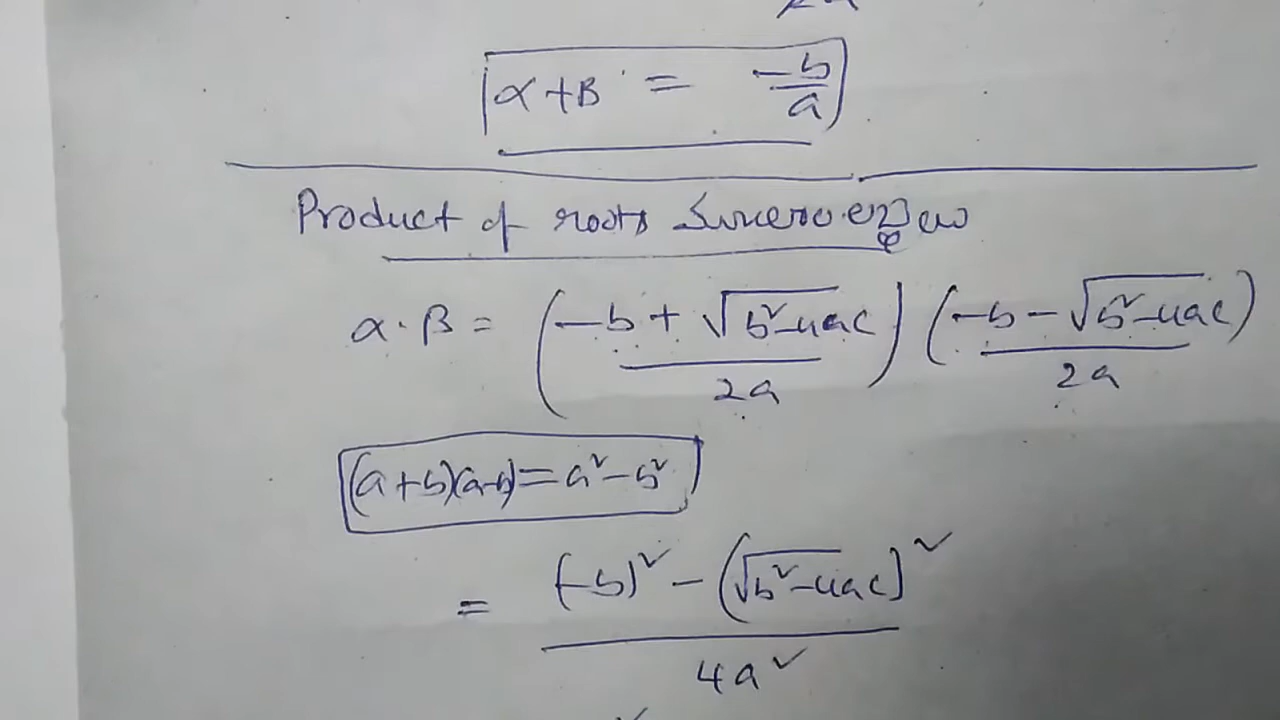 α + β = -b/a
Product of roots
α · β = ((-b + √(b²-4ac))/2a) ((-b - √(b²-4ac))/2a)
(a+b)(a-b) = a² - b²
= ((-b)² - (√(b²-4ac))²)/4a²